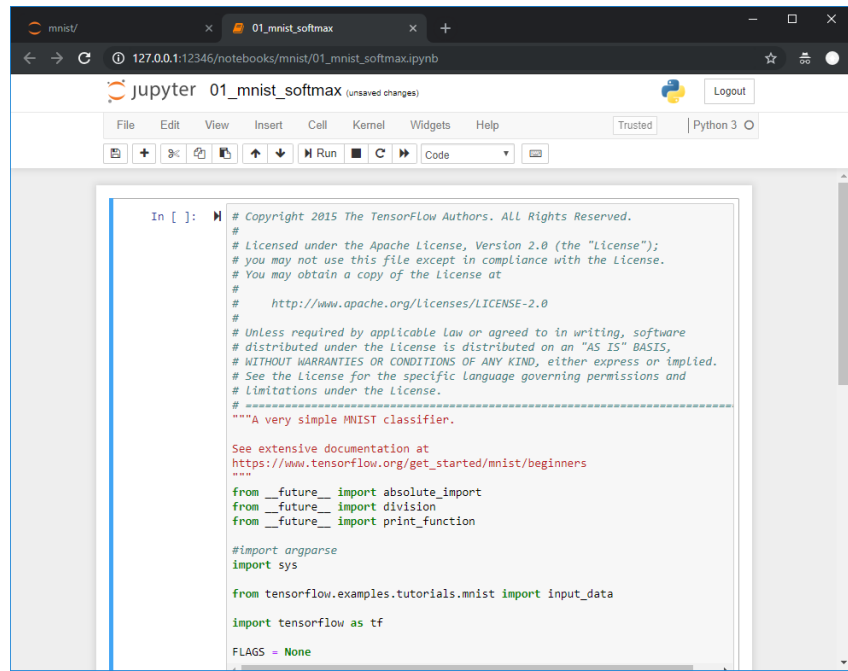 mnist/
01_mnist_softmax
127.0.0.1:12346/notebooks/mnist/01_mnist_softmax.ipynb
jupyter 01_mnist_softmax (unsaved changes)
Logout
File Edit View Insert Cell Kernel Widgets Help
Trusted
Python 3
Run
Code
In [ ]:
# Copyright 2015 The TensorFlow Authors. All Rights Reserved.
#
# Licensed under the Apache License, Version 2.0 (the "License");
# you may not use this file except in compliance with the License.
# You may obtain a copy of the License at
#
#     http://www.apache.org/licenses/LICENSE-2.0
#
# Unless required by applicable law or agreed to in writing, software
# distributed under the License is distributed on an "AS IS" BASIS,
# WITHOUT WARRANTIES OR CONDITIONS OF ANY KIND, either express or implied.
# See the License for the specific language governing permissions and
# limitations under the License.
# ==========================================================================
"""A very simple MNIST classifier.
See extensive documentation at
https://www.tensorflow.org/get_started/mnist/beginners
"""
from __future__ import absolute_import
from __future__ import division
from __future__ import print_function
#import argparse
import sys
from tensorflow.examples.tutorials.mnist import input_data
import tensorflow as tf
FLAGS = None